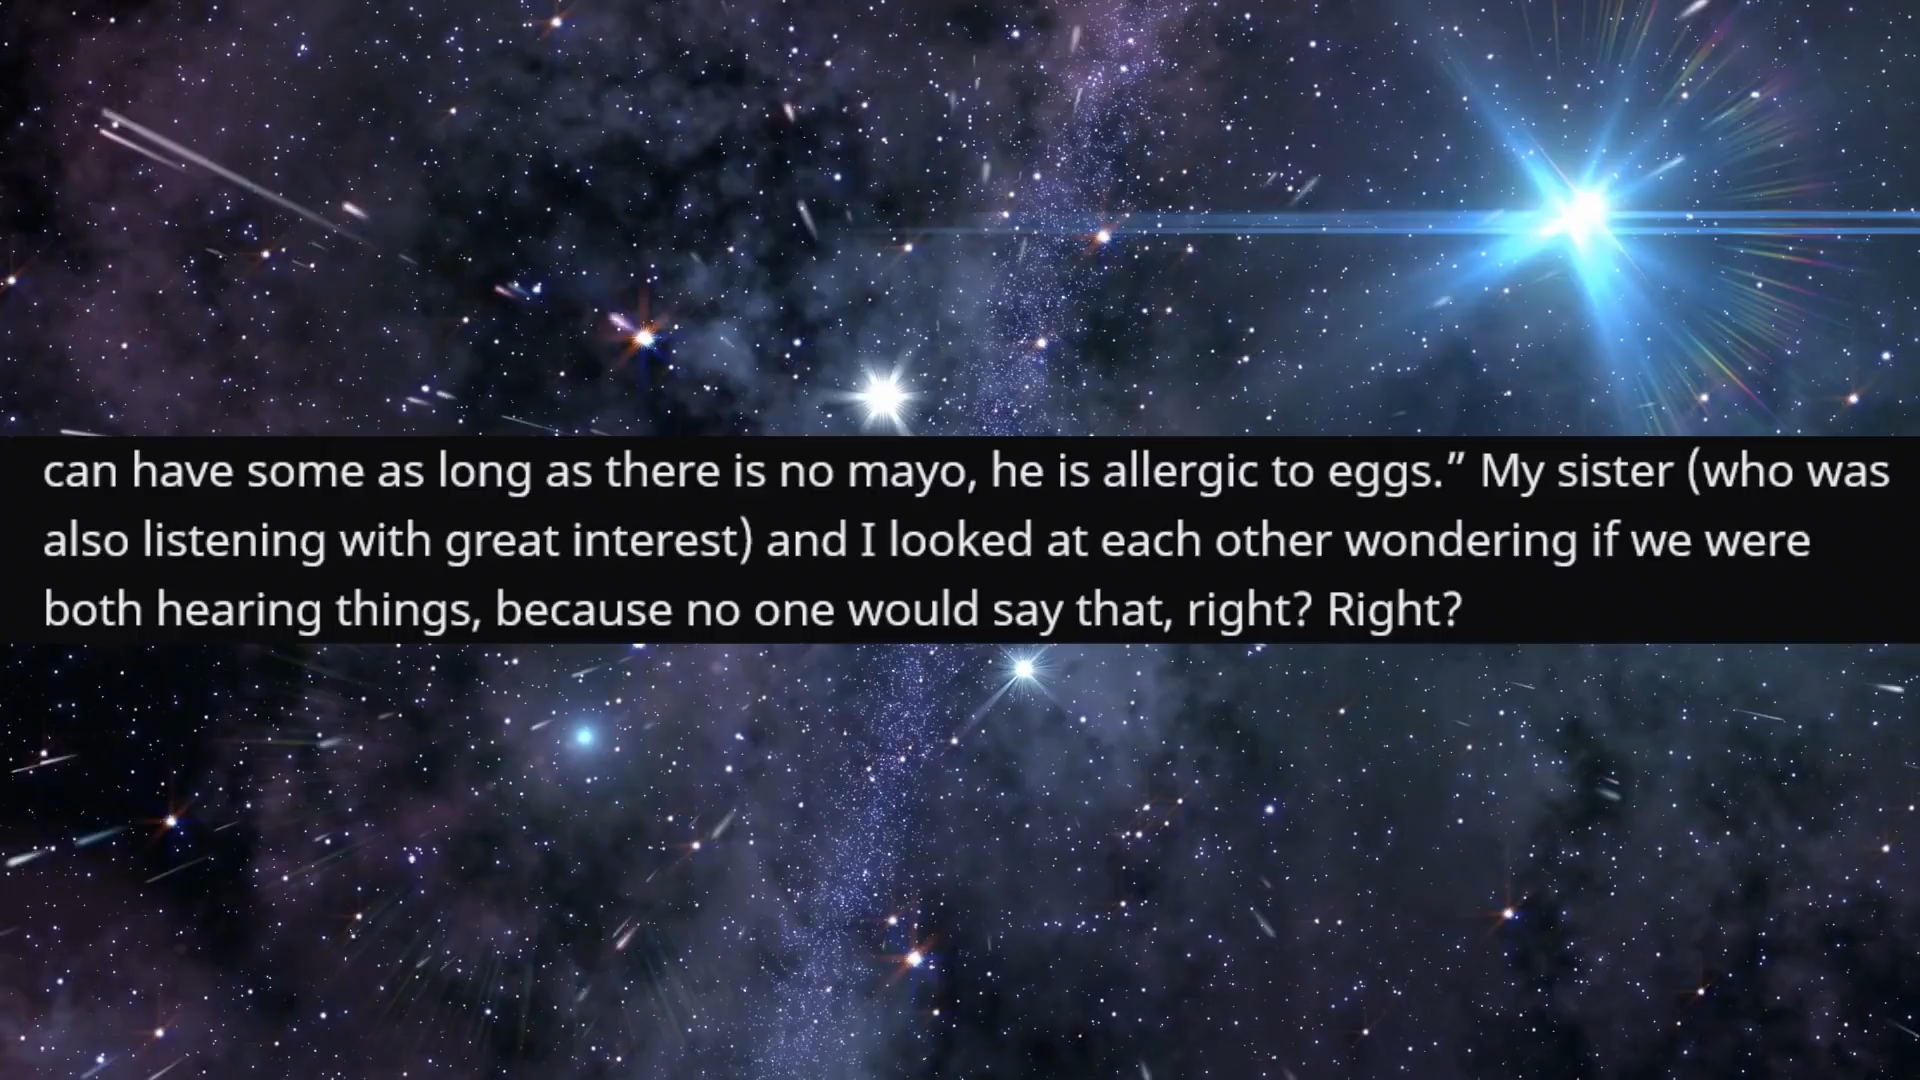 can have some as long as there is no mayo, he is allergic to eggs.” My sister (who was
also listening with great interest) and I looked at each other wondering if we were
both hearing things, because no one would say that, right? Right?